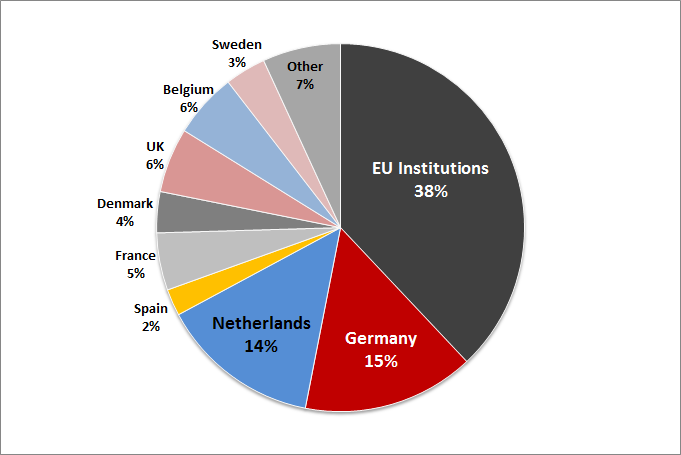 Sweden
3%
Other
7%
Belgium
6%
UK
6%
Denmark
4%
France
5%
Spain
2%
Netherlands
14%
Germany
15%
EU Institutions
38%